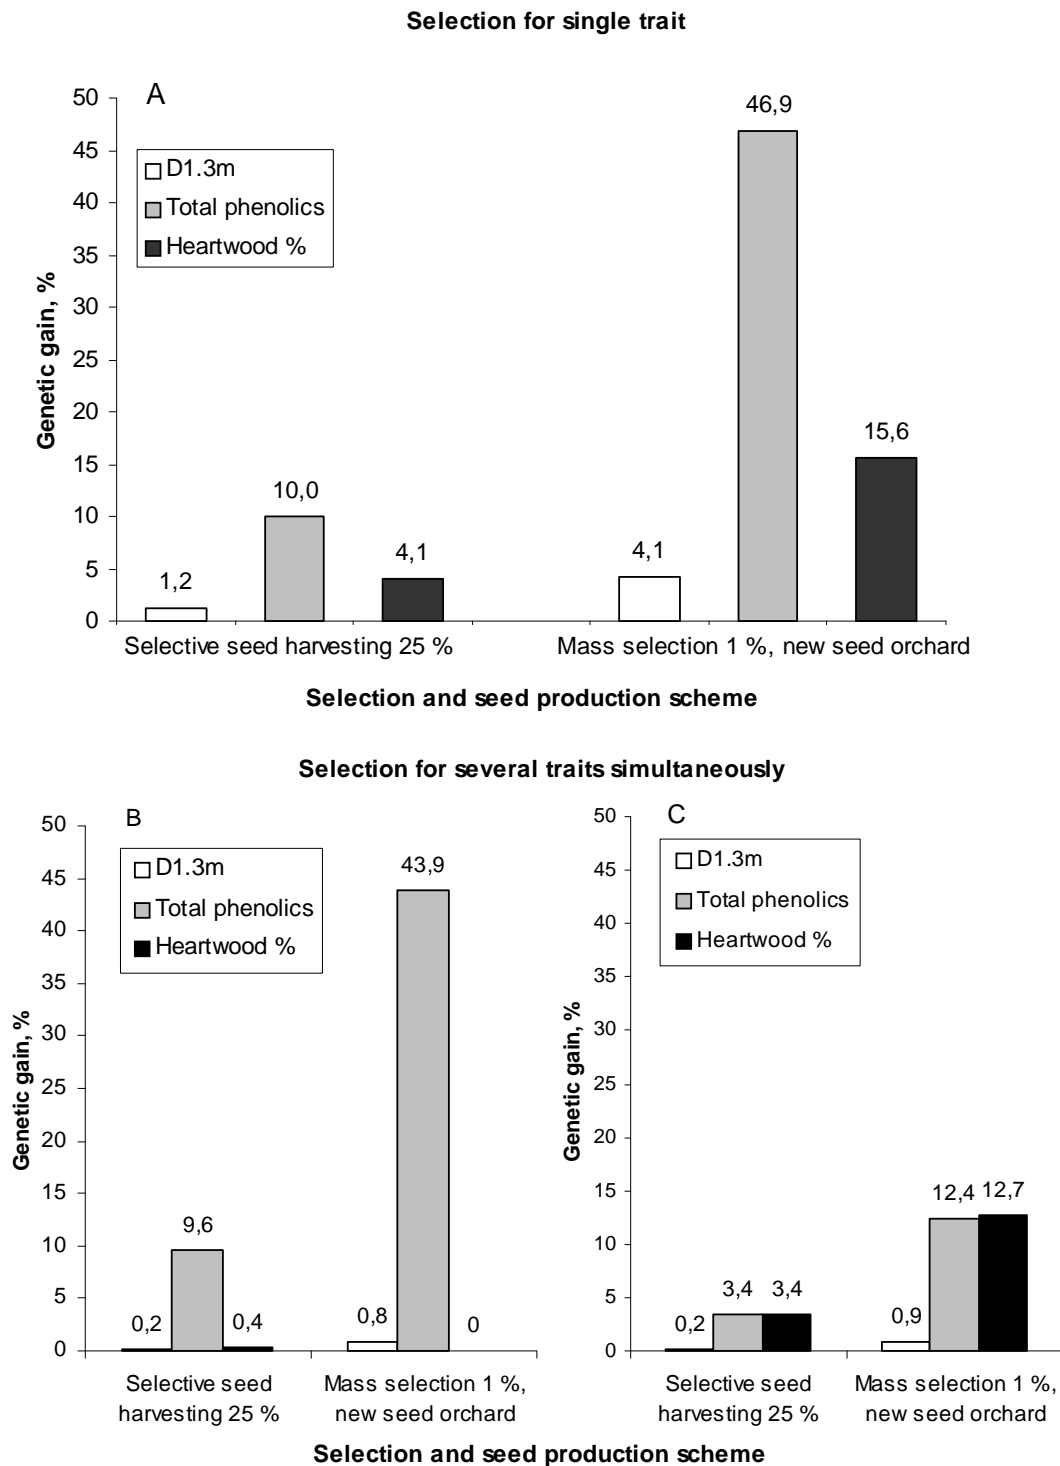 Selection for single trait
A
50
45
40
35
30
25
20
15
10
5
0
Genetic gain, %
D1.3m
Total phenolics
Heartwood %
1,2
10,0
4,1
4,1
46,9
15,6
Selective seed harvesting 25 %
Mass selection 1 %, new seed orchard
Selection and seed production scheme
Selection for several traits simultaneously
B
50
45
40
35
30
25
20
15
10
5
0
Genetic gain, %
D1.3m
Total phenolics
Heartwood %
0,2
9,6
0,4
0,8
43,9
0
Selective seed
harvesting 25 %
Mass selection 1 %,
new seed orchard
C
50
45
40
35
30
25
20
15
10
5
0
Genetic gain, %
D1.3m
Total phenolics
Heartwood %
0,2
3,4
3,4
0,9
12,4
12,7
Selective seed
harvesting 25 %
Mass selection 1 %,
new seed orchard
Selection and seed production scheme